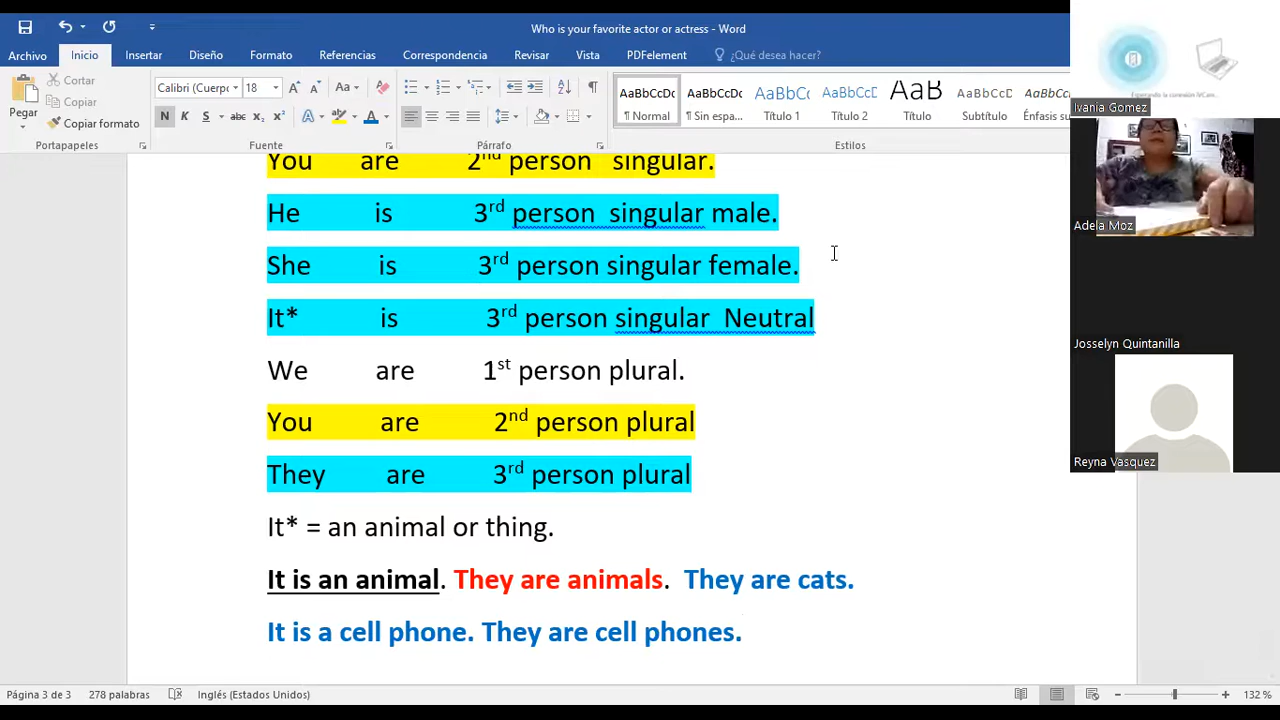 Who is your favorite actor or actress - Word
Archivo Inicio Insertar Diseño Formato Referencias Correspondencia Revisar Vista PDFelement ¿Qué desea hacer?
Pegar
Cortar
Copiar
Copiar formato
Portapapeles
Calibri (Cuerpo 18
Aa
N K S abc x₂ x²
A A
Fuente
Párrafo
AaBbCcDc AaBbCcDc AaBbCc AaBbCcD AaB AaBbCcD AaBbCcDc
¶ Normal ¶ Sin espa... Título 1 Título 2 Título Subtítulo Énfasis su
Estilos
Ivania Gomez
Adela Moz
Josselyn Quintanilla
Reyna Vasquez
You are 2nd person singular.
He is 3rd person singular male.
She is 3rd person singular female.
It* is 3rd person singular Neutral
We are 1st person plural.
You are 2nd person plural
They are 3rd person plural
It* = an animal or thing.
It is an animal. They are animals. They are cats.
It is a cell phone. They are cell phones.
Página 3 de 3 278 palabras Inglés (Estados Unidos) 132 %